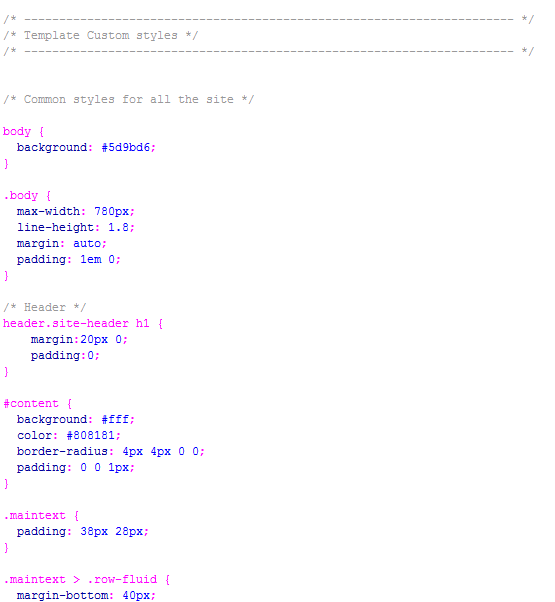 /* ---------------------------------------------------------------------- */
/* Template Custom styles */
/* ---------------------------------------------------------------------- */
/* Common styles for all the site */
body {
  background: #5d9bd6;
}
.body {
  max-width: 780px;
  line-height: 1.8;
  margin: auto;
  padding: 1em 0;
}
/* Header */
header.site-header h1 {
    margin:20px 0;
    padding:0;
}
#content {
  background: #fff;
  color: #808181;
  border-radius: 4px 4px 0 0;
  padding: 0 0 1px;
}
.maintext {
  padding: 38px 28px;
}
.maintext > .row-fluid {
  margin-bottom: 40px;